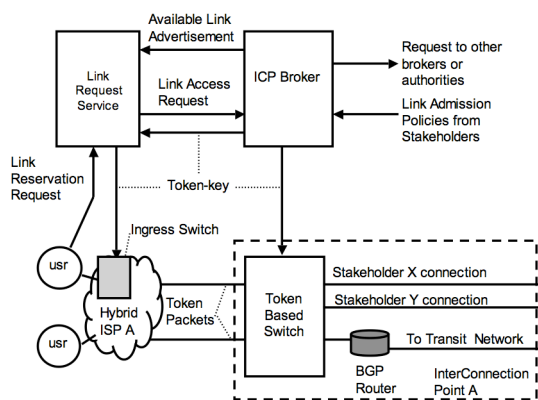 Available Link
Advertisement
Link
Request
Service
Link Access
Request
ICP Broker
Request to other
brokers or
authorities
Link Admission
Policies from
Stakeholders
Link
Reservation
Request
Token-key
Ingress Switch
usr
Hybrid
ISP A
usr
Token
Packets
Token
Based
Switch
Stakeholder X connection
Stakeholder Y connection
To Transit Network
BGP
Router
InterConnection
Point A